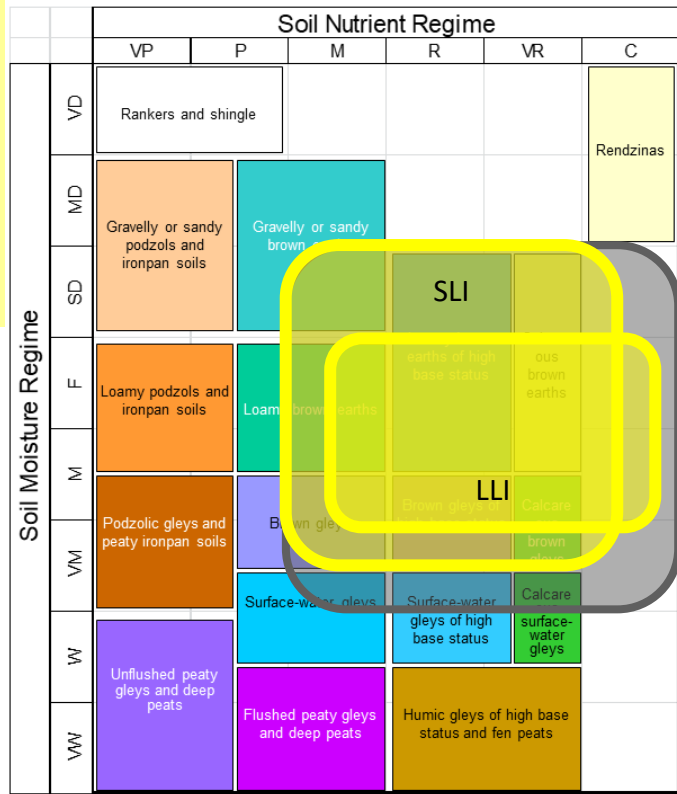 Soil Nutrient Regime
VP
P
M
R
VR
C
Soil Moisture Regime
VD
MD
SD
F
M
VM
W
VW
Rankers and shingle
Rendzinas
Gravelly or sandy
podzols and
ironpan soils
Gravelly or sandy
brown
SLI
earths of high
base status
ous
brown
earths
Loamy podzols and
ironpan soils
Loamy brown earths
LLI
Podzolic gleys and
peaty ironpan soils
Brown gleys
Brown gleys of
Calcare
brown
gleys
Surface-water gleys
Surface-water
gleys of high
base status
Calcare
surface-
water
gleys
Unflushed peaty
gleys and deep
peats
Flushed peaty gleys
and deep peats
Humic gleys of high base
status and fen peats